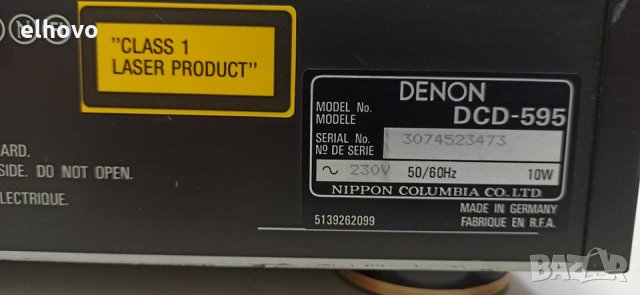 elhovo
"CLASS 1
LASER PRODUCT"
DENON
MODEL No.
MODELE
DCD-595
SERIAL No.
Nº DE SERIE
3074523473
~ 230V 50/60Hz 10W
NIPPON COLUMBIA CO. LTD.
MADE IN GERMANY
FABRIQUE EN R.F.A.
5139262099
ARD.
SIDE. DO NOT OPEN.
LECTRIQUE.
bazar